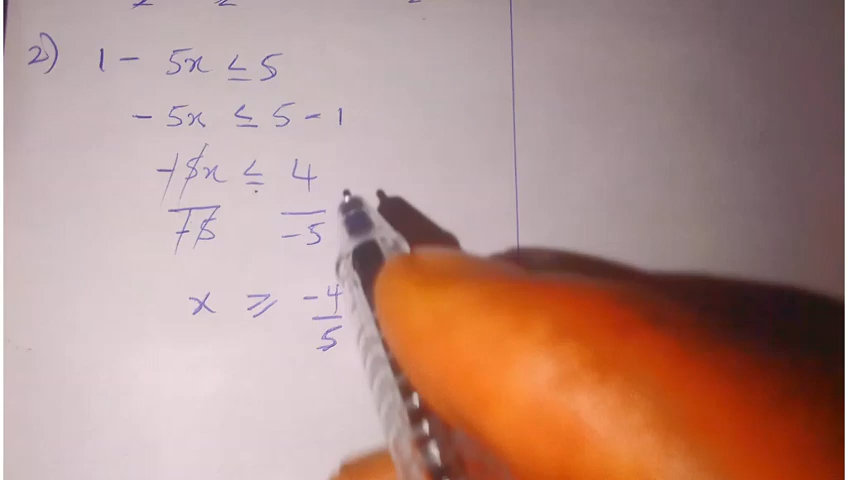 2) 1 - 5x ≤ 5
- 5x ≤ 5 - 1
-5x ≤ 4
-5 -5
x ≥ -4
5